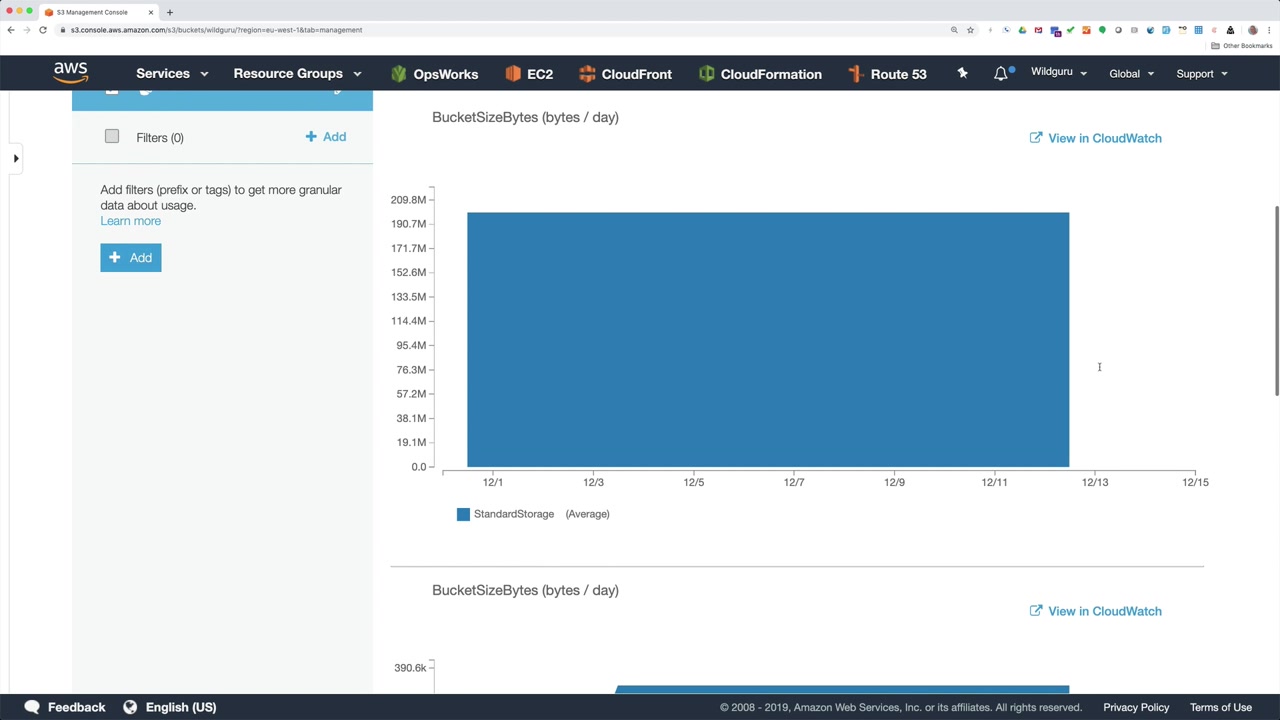 S3 Management Console
s3.console.aws.amazon.com/s3/buckets/wildguru/?region=eu-west-1&tab=management
Other Bookmarks
aws
Services
Resource Groups
OpsWorks
EC2
CloudFront
CloudFormation
Route 53
Wildguru
Global
Support
Filters (0)
Add
Add filters (prefix or tags) to get more granular
data about usage.
Learn more
Add
BucketSizeBytes (bytes / day)
View in CloudWatch
209.8M
190.7M
171.7M
152.6M
133.5M
114.4M
95.4M
76.3M
57.2M
38.1M
19.1M
0.0
12/1 12/3 12/5 12/7 12/9 12/11 12/13 12/15
StandardStorage (Average)
BucketSizeBytes (bytes / day)
View in CloudWatch
390.6k
Feedback
English (US)
© 2008 - 2019, Amazon Web Services, Inc. or its affiliates. All rights reserved.
Privacy Policy
Terms of Use